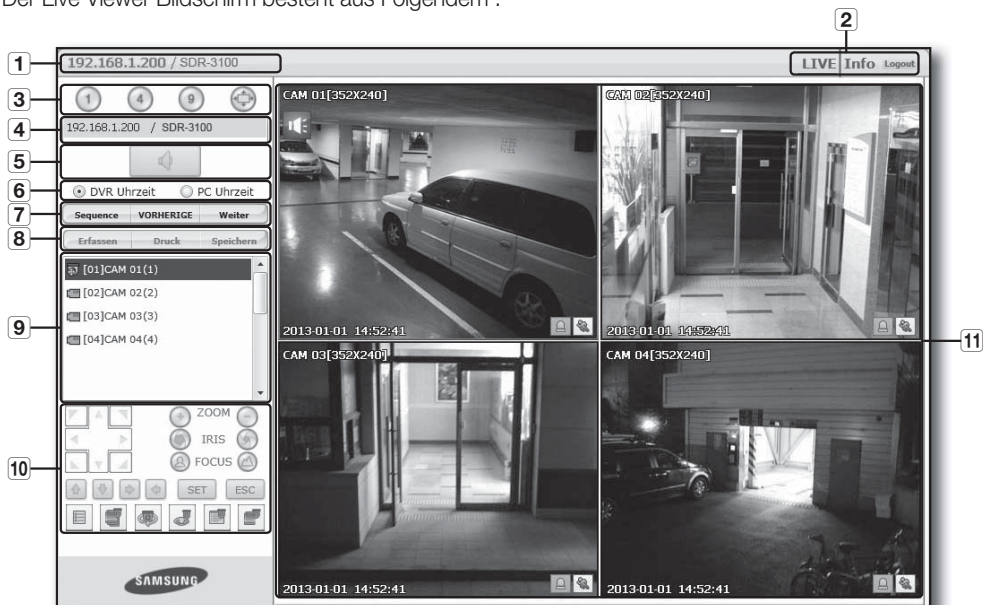 Der Live Viewer Bildschirm besteht aus Folgendem :
2
1
192.168.1.200 / SDR-3100
LIVE Info Logout
3
1 4 9
4
192.168.1.200 / SDR-3100
5
6
DVR Uhrzeit PC Uhrzeit
7
Sequence VORHERIGE Weiter
8
Erfassen Druck Speichern
9
[01]CAM 01(1)
[02]CAM 02(2)
[03]CAM 03(3)
[04]CAM 04(4)
10
ZOOM
IRIS
FOCUS
SET ESC
SAMSUNG
CAM 01[352X240]
2013-01-01 14:52:41
CAM 02[352X240]
2013-01-01 14:52:41
11
CAM 03[352X240]
2013-01-01 14:52:41
CAM 04[352X240]
2013-01-01 14:52:41